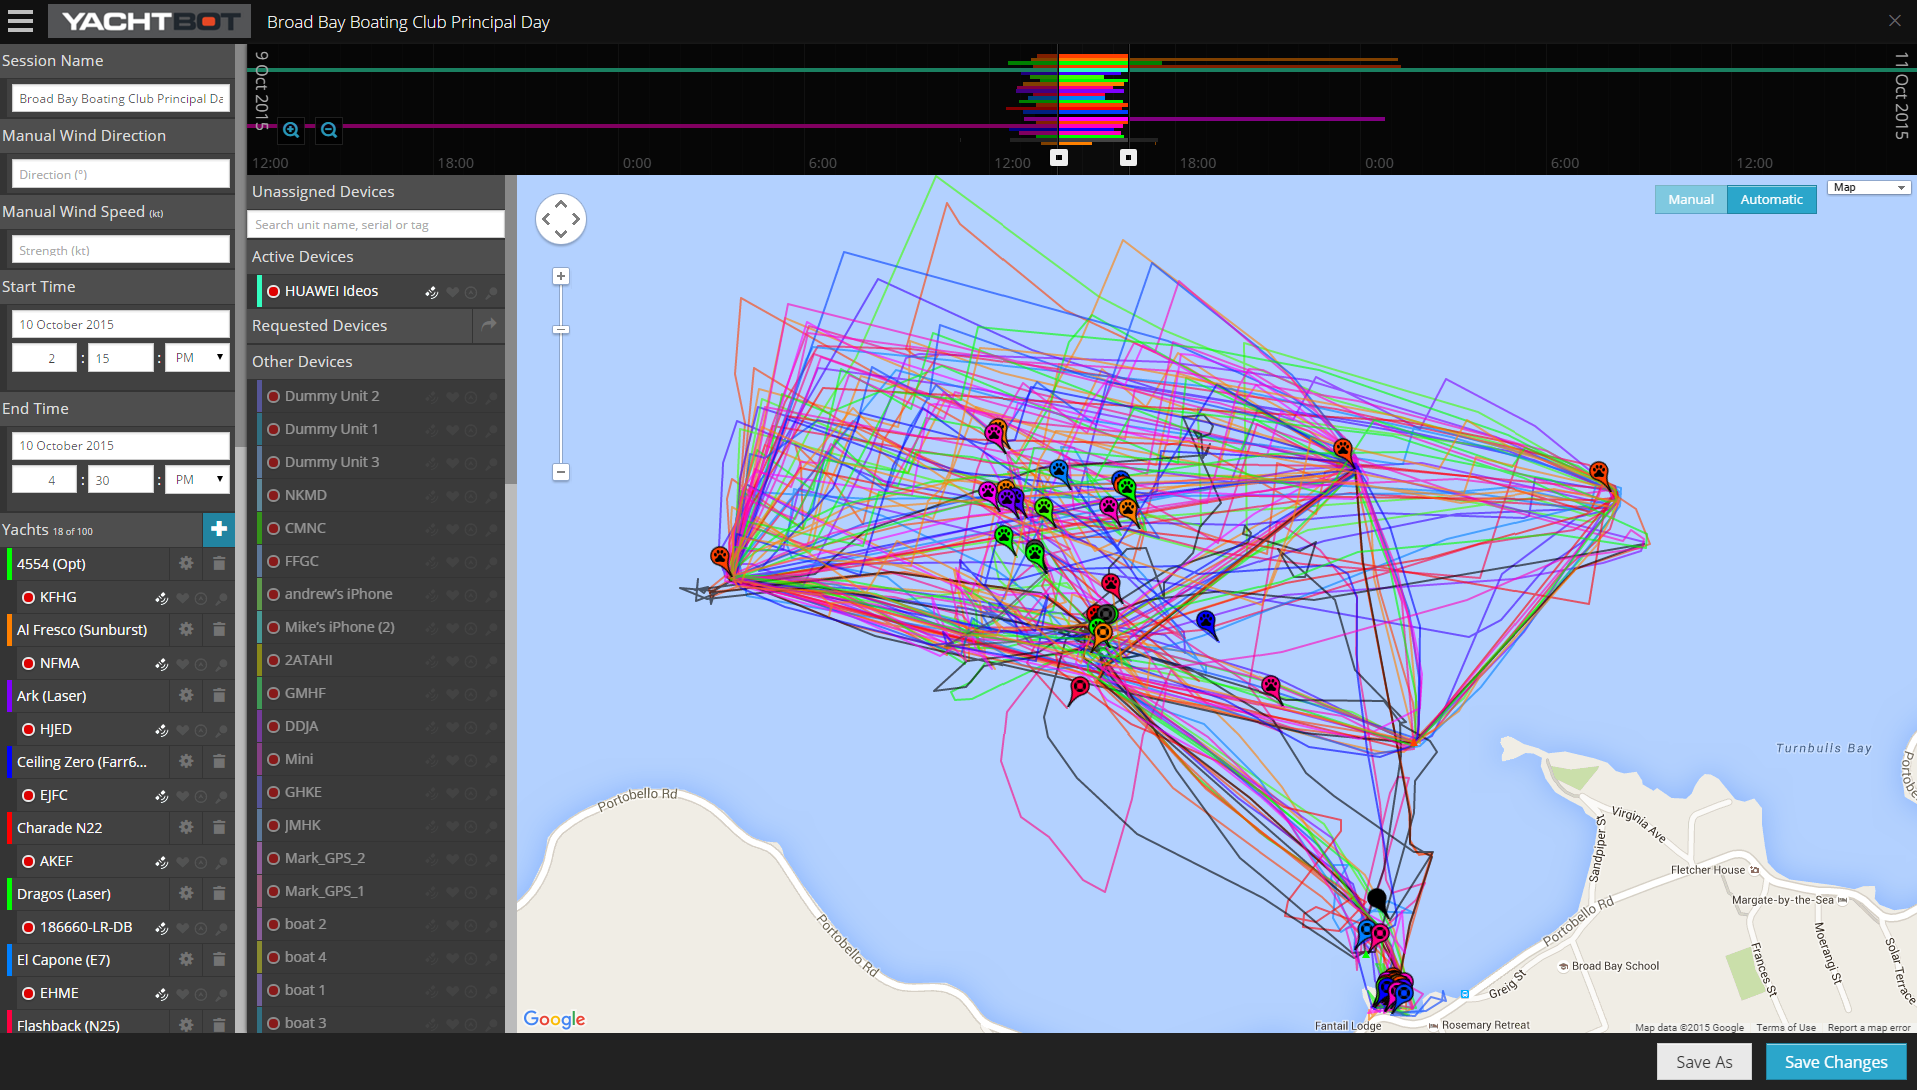 YACHTBOT
Broad Bay Boating Club Principal Day
Session Name
Broad Bay Boating Club Principal Da
Manual Wind Direction
Direction (°)
Manual Wind Speed (kt)
Strength (kt)
Start Time
10 October 2015
2 : 15 : PM
End Time
10 October 2015
4 : 30 : PM
Yachts 18 of 100
4554 (Opt)
KFHG
Al Fresco (Sunburst)
NFMA
Ark (Laser)
HJED
Ceiling Zero (Farr6...
EJFC
Charade N22
AKEF
Dragos (Laser)
186660-LR-DB
El Capone (E7)
EHME
Flashback (N25)
9 Oct 2015
11 Oct 2015
12:00 18:00 0:00 6:00 12:00 18:00 0:00 6:00 12:00
Unassigned Devices
Search unit name, serial or tag
Active Devices
HUAWEI Ideos
Requested Devices
Other Devices
Dummy Unit 2
Dummy Unit 1
Dummy Unit 3
NKMD
CMNC
FFGC
andrew's iPhone
Mike's iPhone (2)
2ATAHI
GMHF
DDJA
Mini
GHKE
JMHK
Mark_GPS_2
Mark_GPS_1
boat 2
boat 4
boat 1
boat 3
Manual Automatic
Map
Turnbulls Bay
Portobello Rd
Portobello Rd
Portobello Rd
Virginia Ave
Sandpiper St
Fletcher House
Margate-by-the-Sea
Moerangi St
Solar Terrace
Frances St
Broad Bay School
Greig St
Fantail Lodge
Rosemary Retreat
Google
Map data ©2015 Google Terms of Use Report a map error
Save As
Save Changes